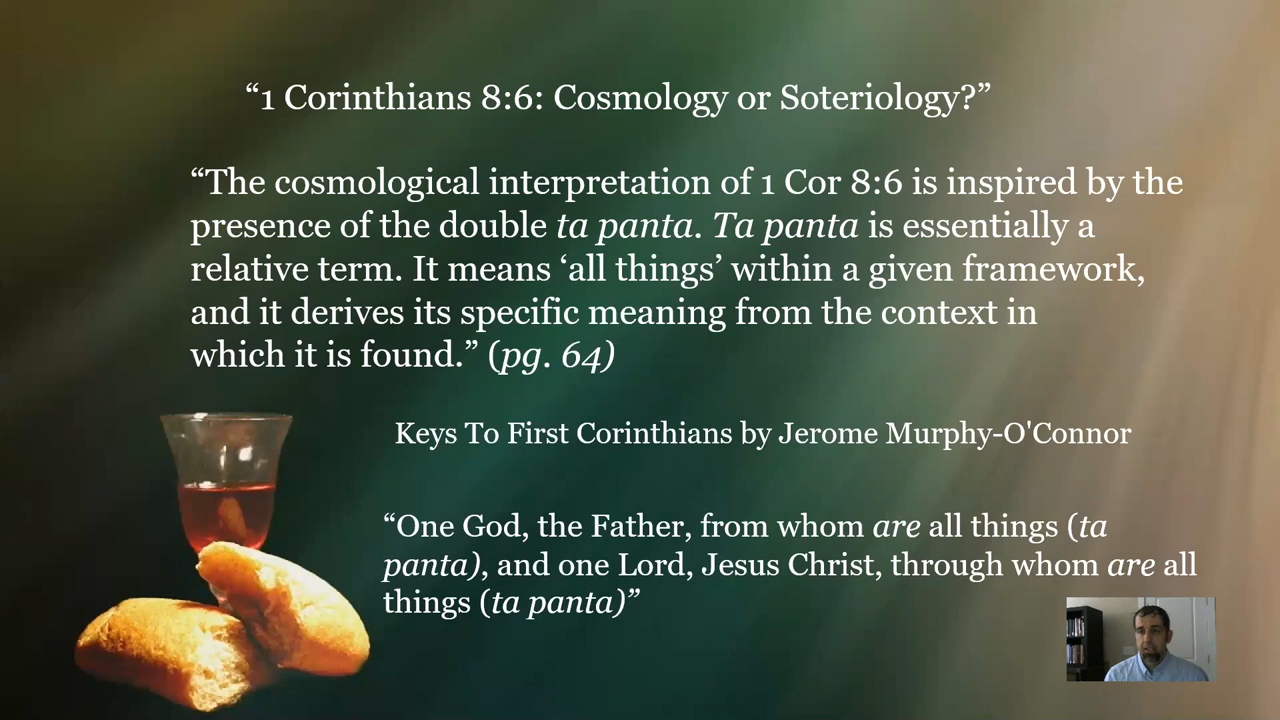 “1 Corinthians 8:6: Cosmology or Soteriology?”
“The cosmological interpretation of 1 Cor 8:6 is inspired by the
presence of the double ta panta. Ta panta is essentially a
relative term. It means ‘all things’ within a given framework,
and it derives its specific meaning from the context in
which it is found.” (pg. 64)
Keys To First Corinthians by Jerome Murphy-O'Connor
“One God, the Father, from whom are all things (ta
panta), and one Lord, Jesus Christ, through whom are all
things (ta panta)”